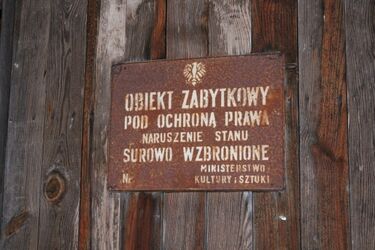 OBIEKT ZABYTKOWY
POD OCHRONĄ PRAWA
NARUSZENIE STANU
SUROWO WZBRONIONE
MINISTERSTWO
Nr KULTURY i SZTUKI